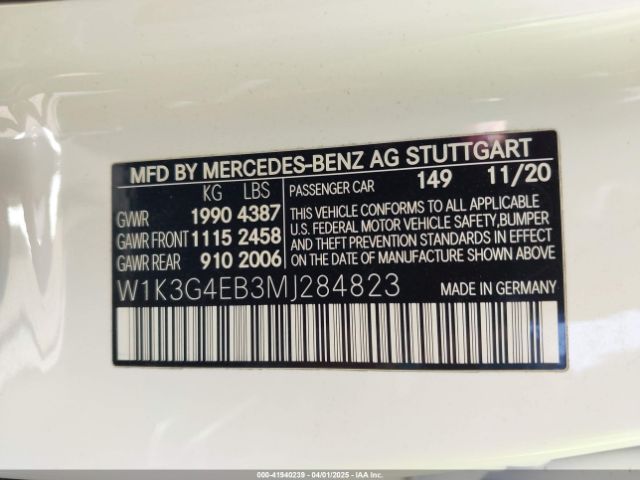 MFD BY MERCEDES-BENZ AG STUTTGART
KG LBS
GVWR 1990 4387
GAWR FRONT 1115 2458
GAWR REAR 910 2006
PASSENGER CAR 149 11/20
THIS VEHICLE CONFORMS TO ALL APPLICABLE
U.S. FEDERAL MOTOR VEHICLE SAFETY,BUMPER
AND THEFT PREVENTION STANDARDS IN EFFECT
ON THE DATE OF MANUFACTURE SHOWN ABOVE
W1K3G4EB3MJ284823 MADE IN GERMANY
000-41940239 - 04/01/2025 - IAA Inc.